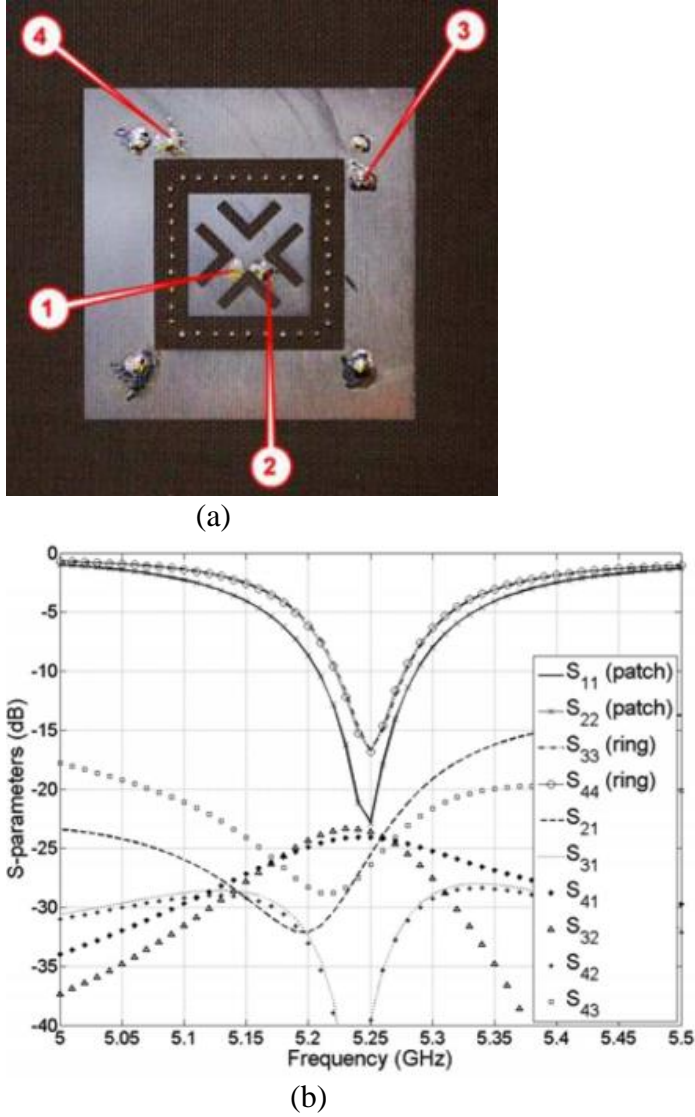 4
3
1
2
(a)
0
-5
-10
-15
-20
-25
-30
-35
-40
S-parameters (dB)
5
5.05
5.1
5.15
5.2
5.25
5.3
5.35
5.4
5.45
5.5
Frequency (GHz)
S11 (patch)
S22 (patch)
S33 (ring)
S44 (ring)
S21
S31
S41
S32
S42
S43
(b)